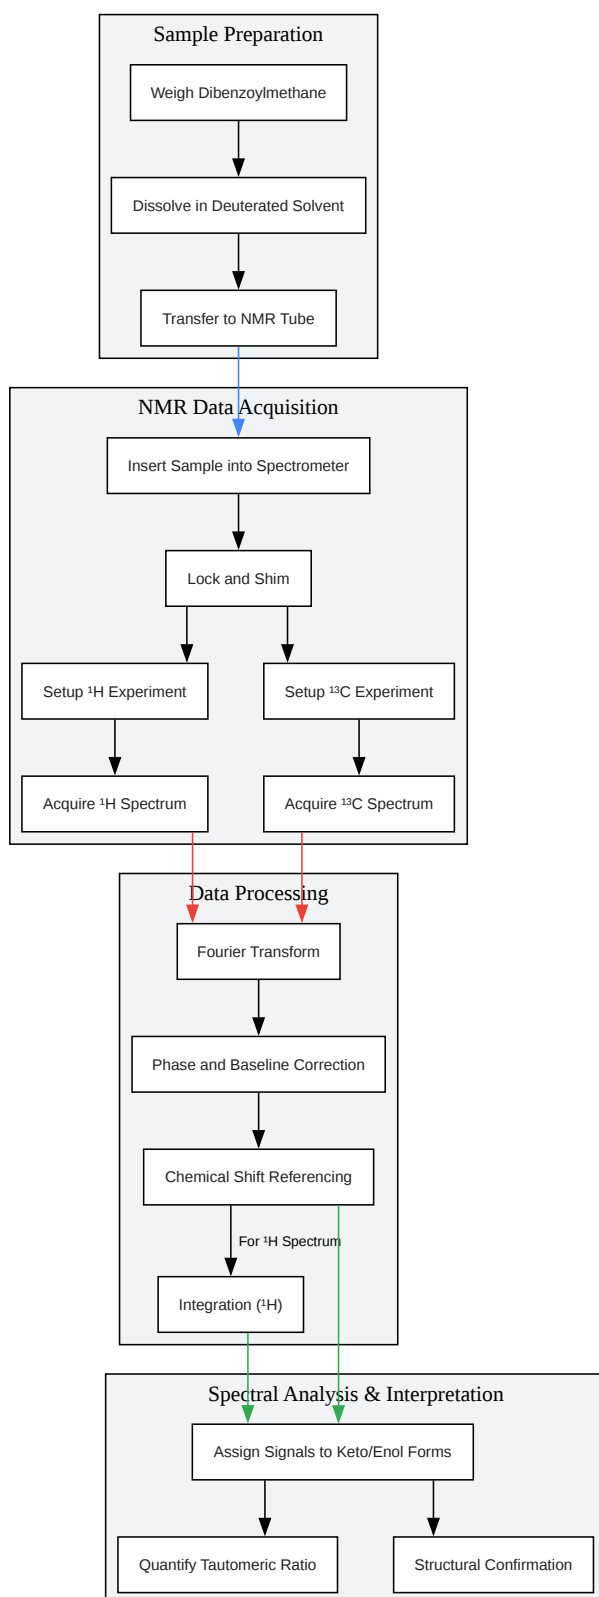 Sample Preparation
Weigh Dibenzoylmethane
Dissolve in Deuterated Solvent
Transfer to NMR Tube
NMR Data Acquisition
Insert Sample into Spectrometer
Lock and Shim
Setup ¹H Experiment
Setup ¹³C Experiment
Acquire ¹H Spectrum
Acquire ¹³C Spectrum
Data Processing
Fourier Transform
Phase and Baseline Correction
Chemical Shift Referencing
For ¹H Spectrum
Integration (¹H)
Spectral Analysis & Interpretation
Assign Signals to Keto/Enol Forms
Quantify Tautomeric Ratio
Structural Confirmation